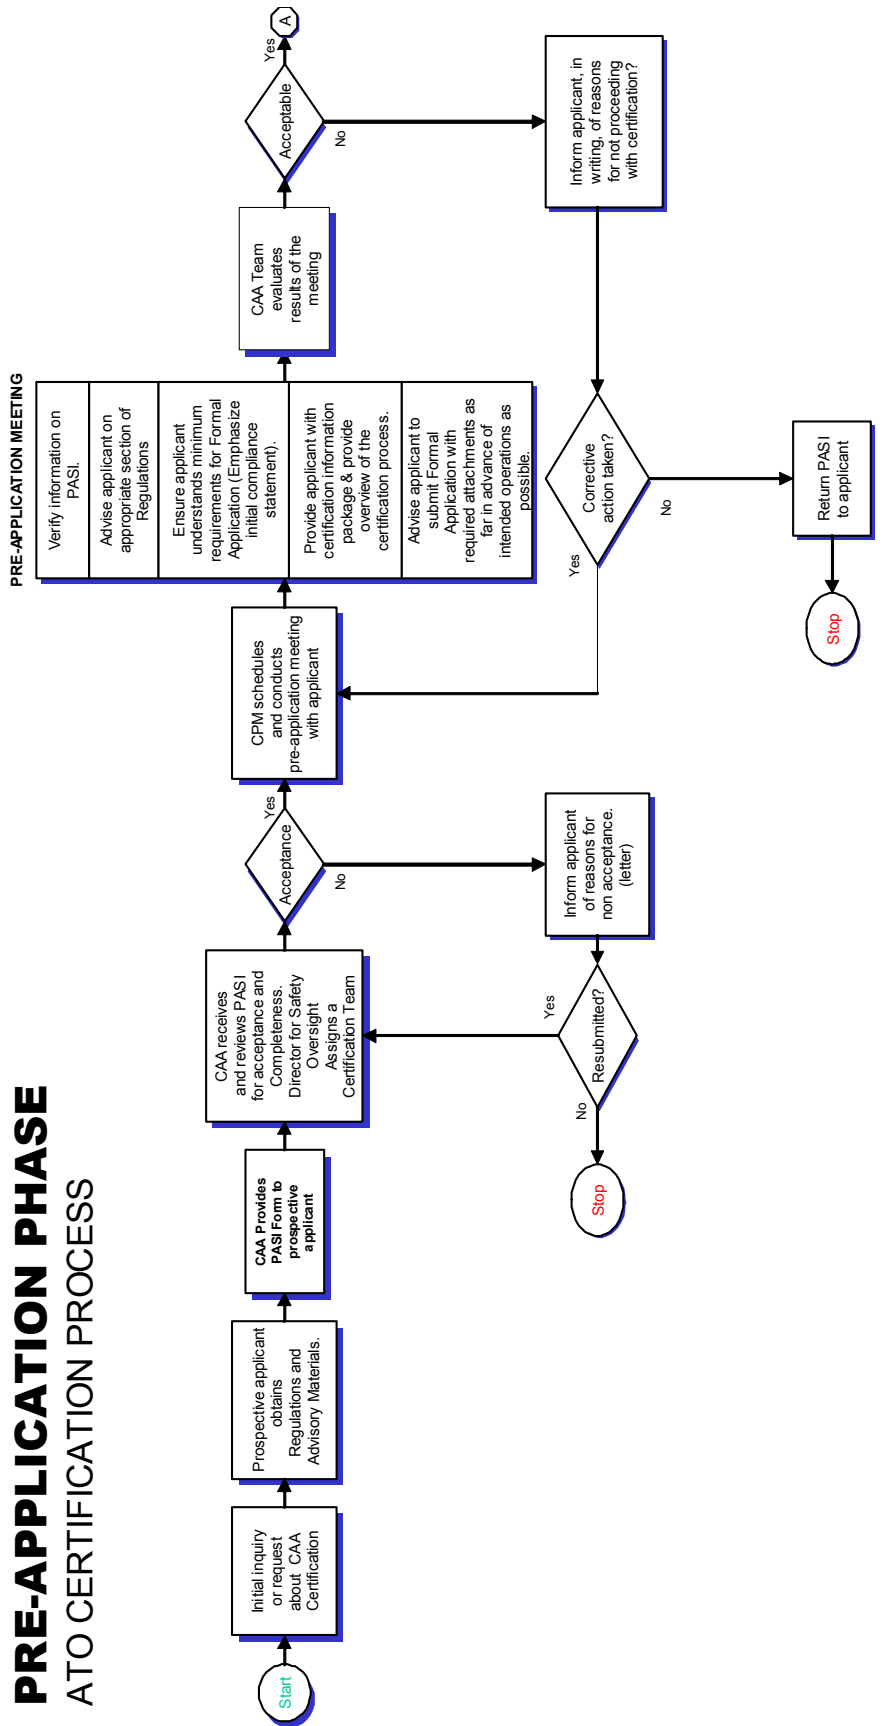 PRE-APPLICATION PHASE
ATO CERTIFICATION PROCESS
Start
Initial inquiry
or request
about CAA
Certification
Prospective applicant
obtains
Regulations and
Advisory Materials.
CAA Provides
PASI Form to
prospective
applicant
CAA receives
and reviews PASI
for acceptance and
Completeness.
Director for Safety
Oversight
Assigns a
Certification Team
Acceptance
Yes
No
Inform applicant
of reasons for
non acceptance.
(letter)
Resubmitted?
Yes
No
Stop
CPM schedules
and conducts
pre-application meeting
with applicant
PRE-APPLICATION MEETING
Verify information on
PASI.
Advise applicant on
appropriate section of
Regulations
Ensure applicant
understands minimum
requirements for Formal
Application (Emphasize
initial compliance
statement).
Provide applicant with
certification information
package & provide
overview of the
certification process.
Advise applicant to
submit Formal
Application with
required attachments as
far in advance of
intended operations as
possible.
CAA Team
evaluates
results of the
meeting
Acceptable
Yes
A
No
Inform applicant, in
writing, of reasons
for not proceeding
with certification?
Corrective
action taken?
Yes
No
Return PASI
to applicant
Stop